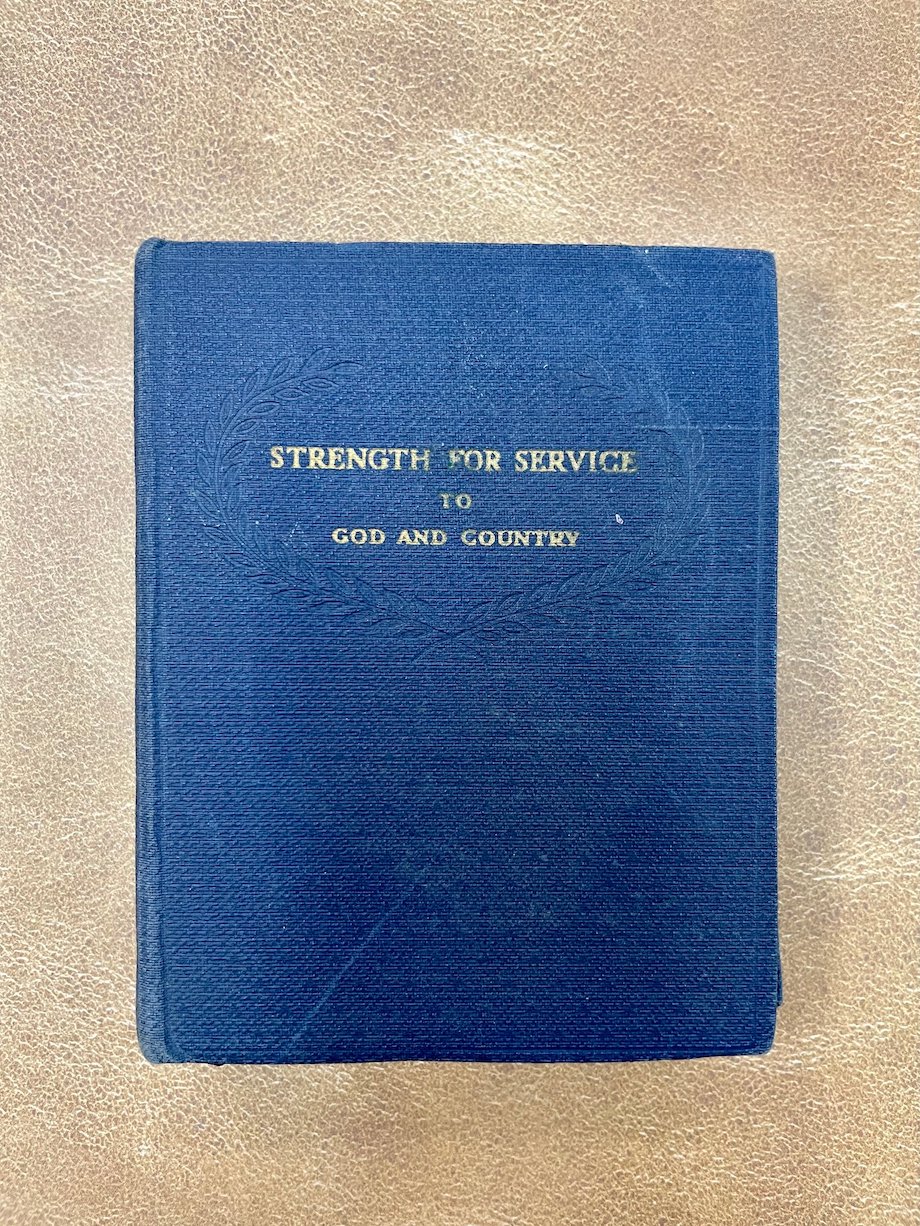 STRENGTH FOR SERVICE
TO
GOD AND COUNTRY